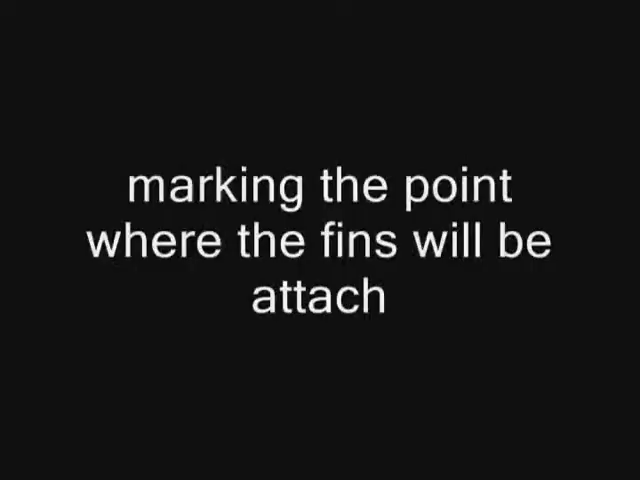 marking the point
where the fins will be
attach